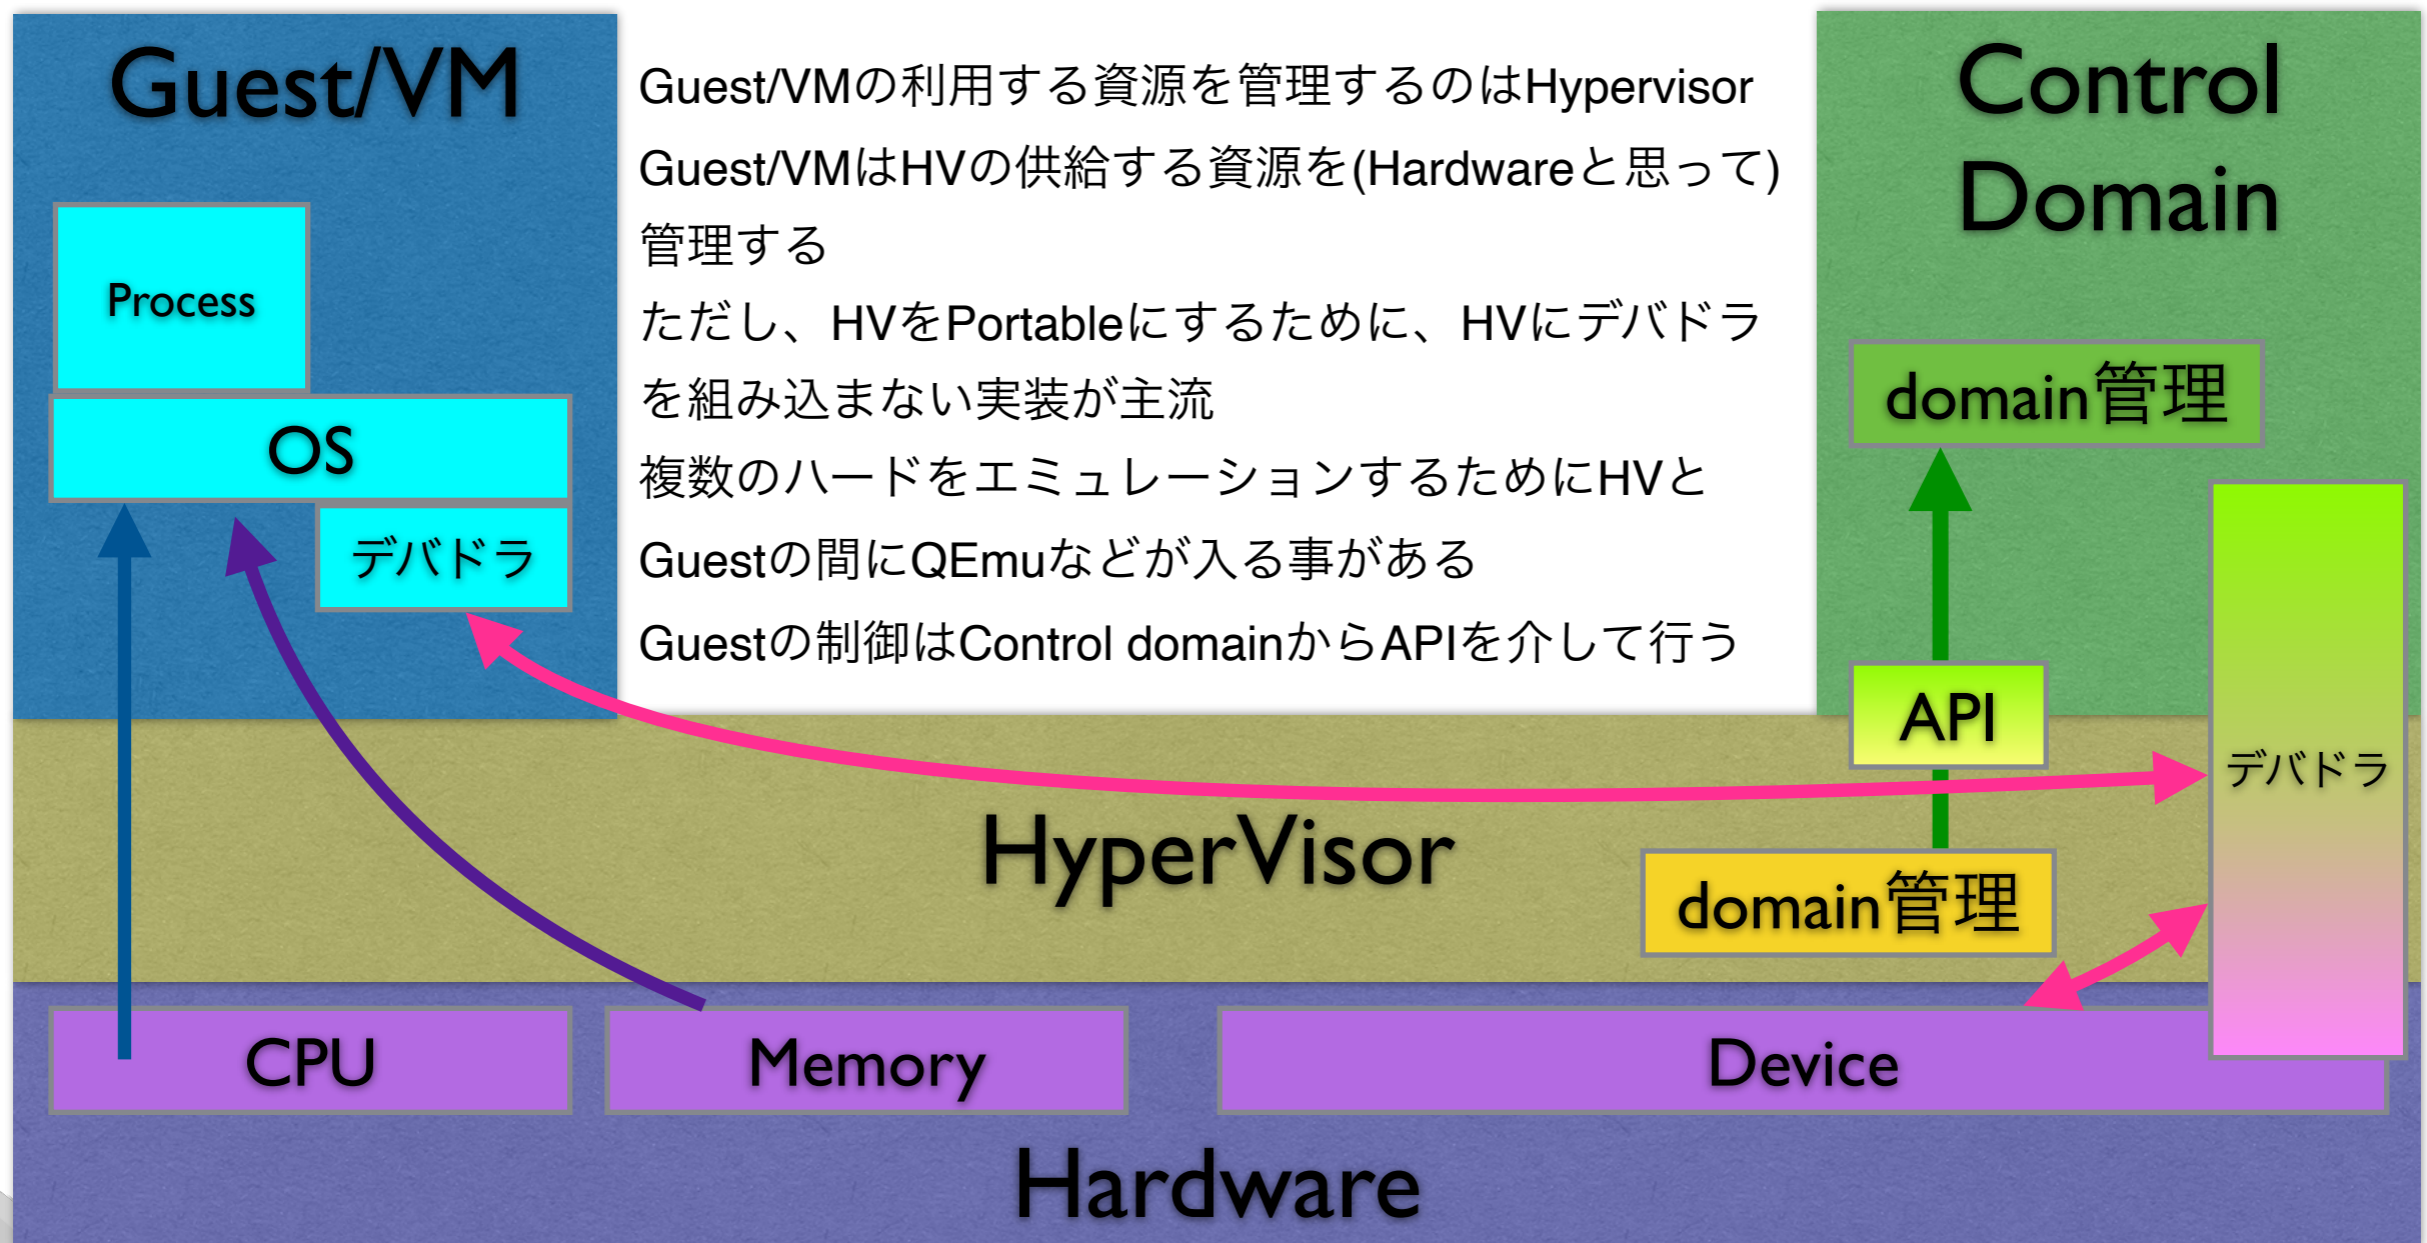 Guest/VM
Guest/VMの利用する資源を管理するのはHypervisor
Guest/VMはHVの供給する資源を(Hardwareと思って)
管理する
ただし、HVをPortableにするために、HVにデバドラ
を組み込まない実装が主流
複数のハードをエミュレーションするためにHVと
Guestの間にQEmuなどが入る事がある
Guestの制御はControl domainからAPIを介して行う
Control
Domain
Process
OS
デバドラ
domain管理
API
デバドラ
HyperVisor
domain管理
CPU
Memory
Device
Hardware